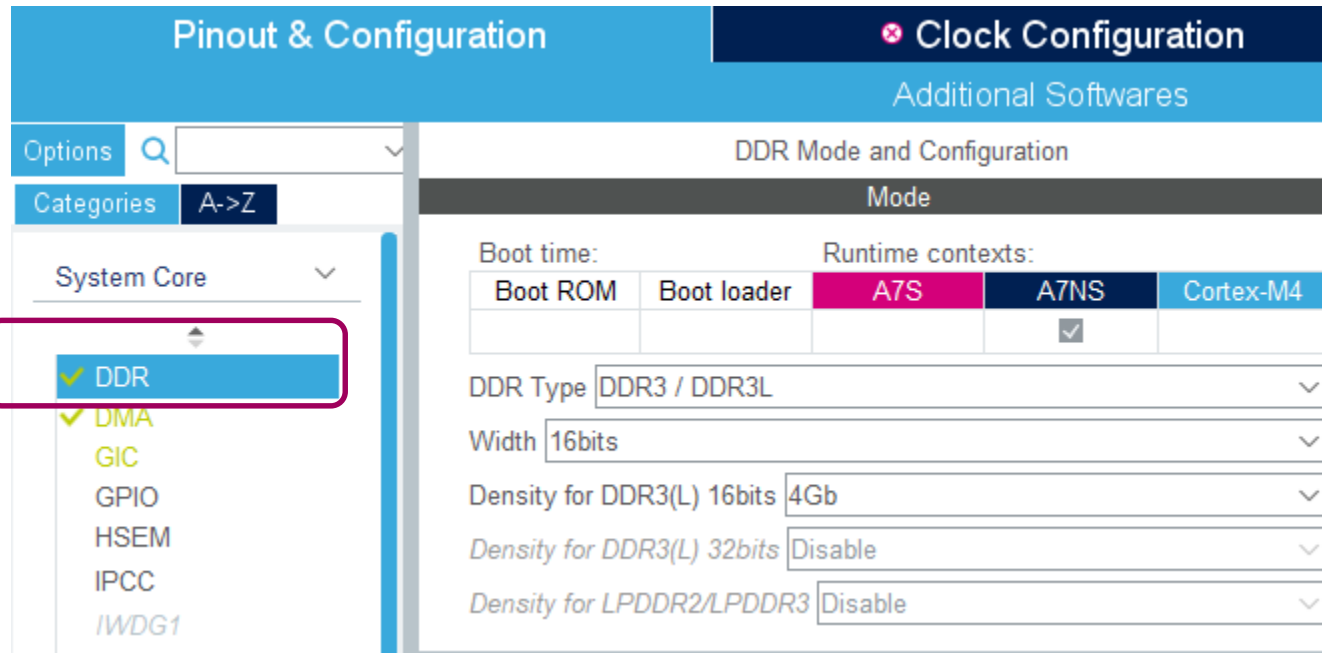 Pinout & Configuration
Clock Configuration
Additional Softwares
Options
DDR Mode and Configuration
Categories
A->Z
Mode
System Core
Boot time:
Runtime contexts:
Boot ROM
Boot loader
A7S
A7NS
Cortex-M4
DDR
DMA
GIC
GPIO
HSEM
IPCC
IWDG1
DDR Type DDR3 / DDR3L
Width 16bits
Density for DDR3(L) 16bits 4Gb
Density for DDR3(L) 32bits Disable
Density for LPDDR2/LPDDR3 Disable